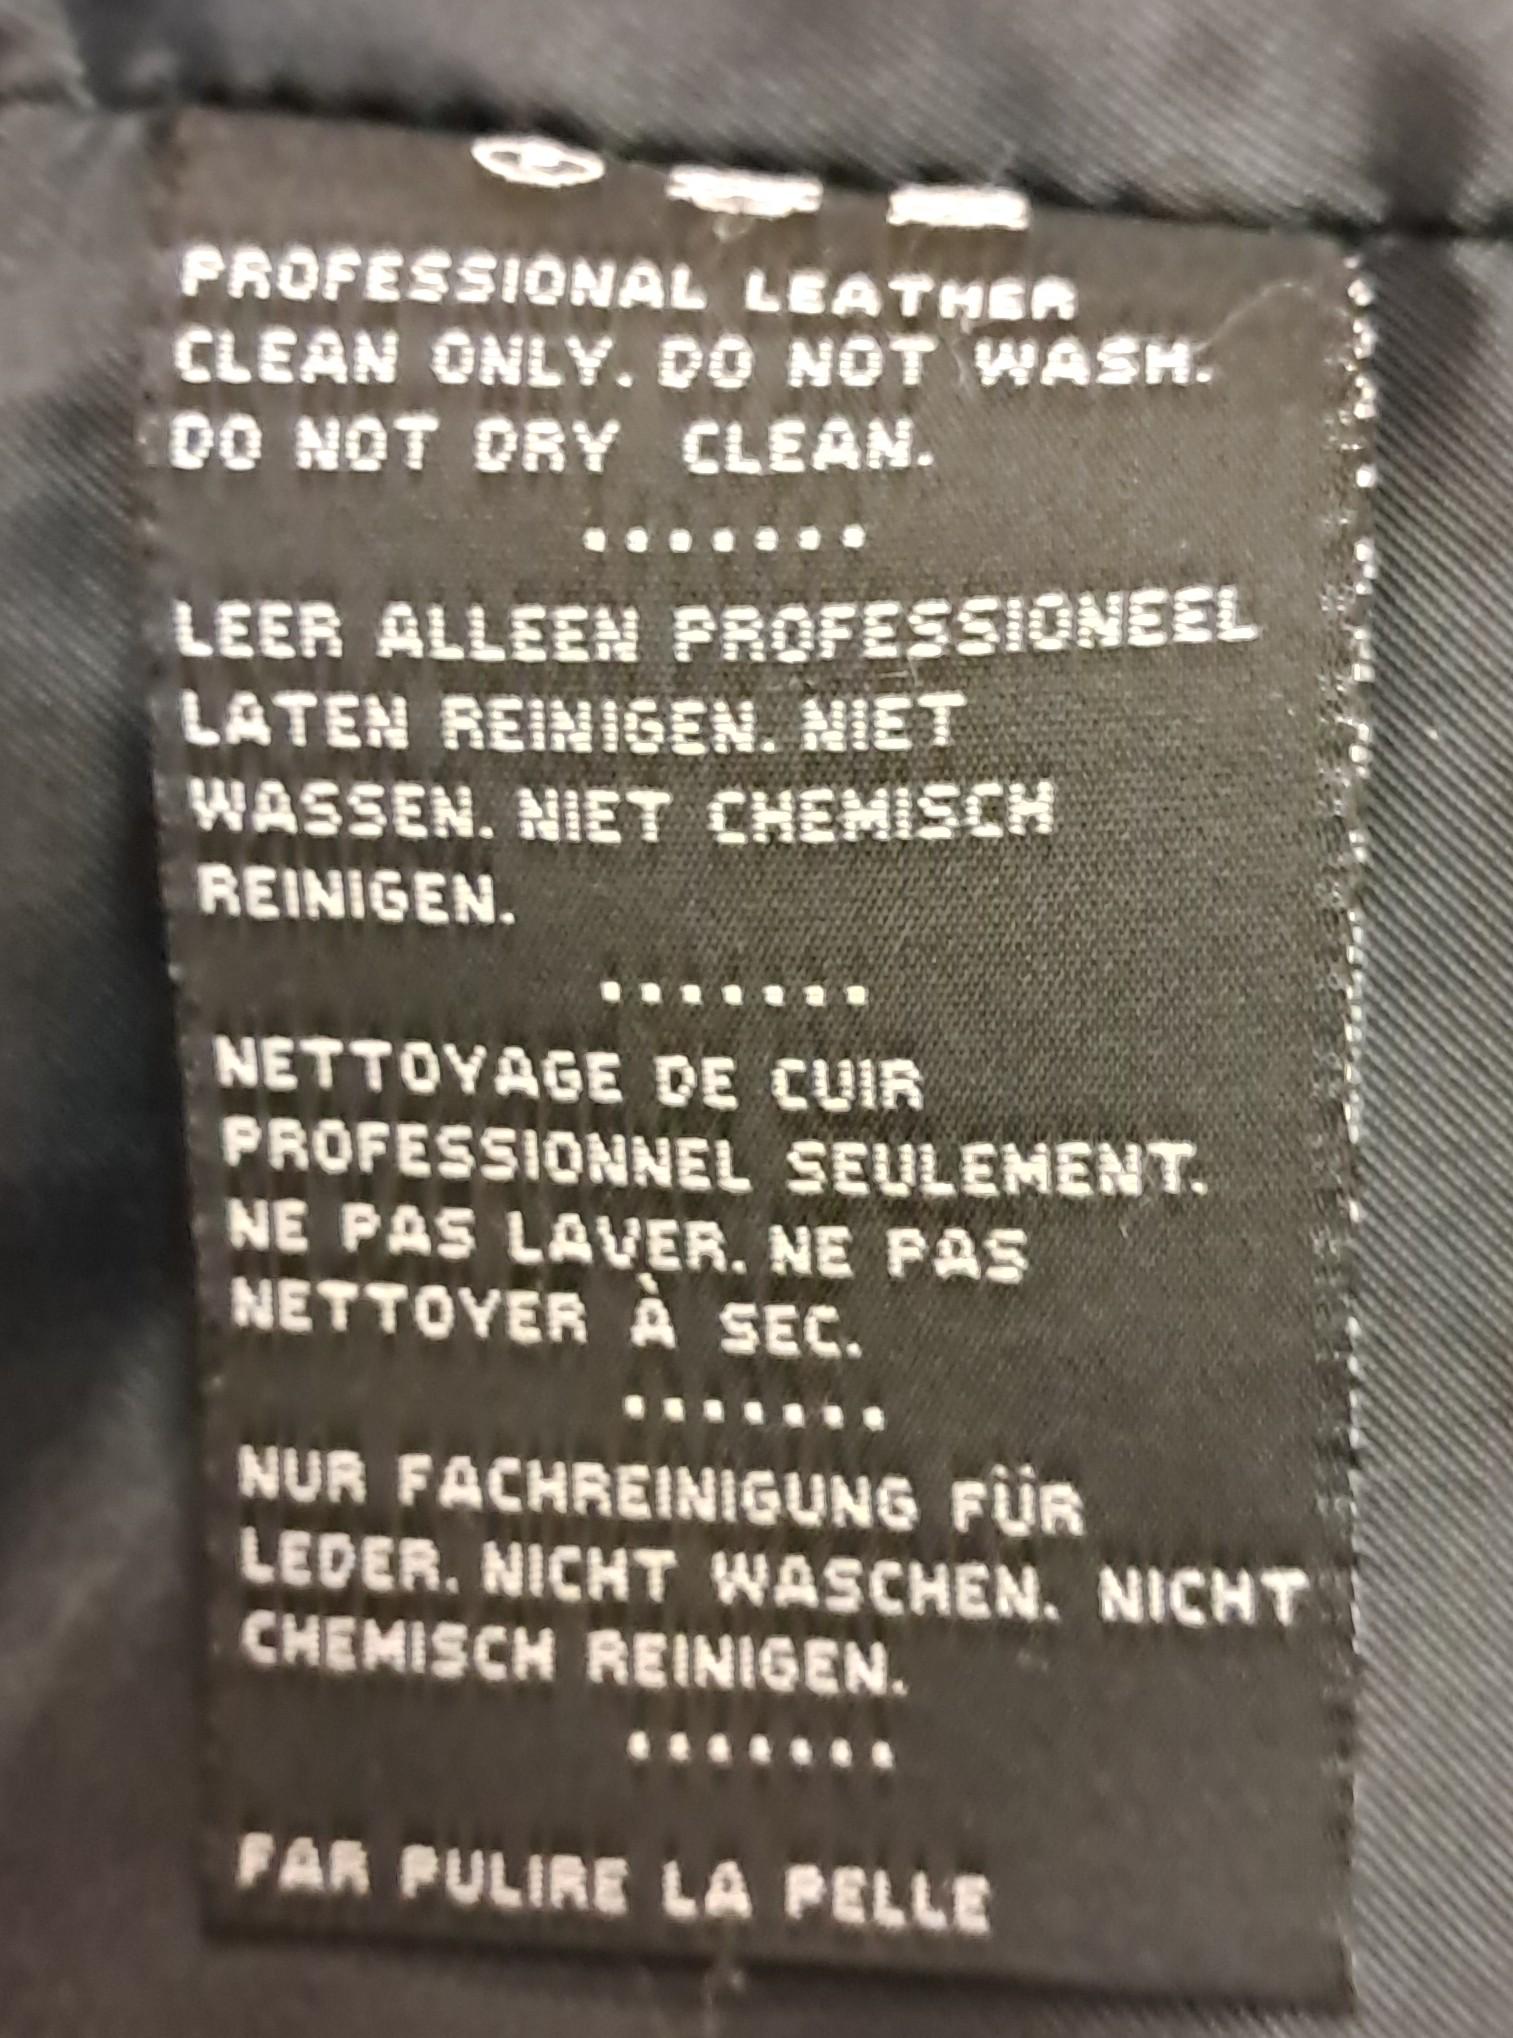 PROFESSIONAL LEATHER
CLEAN ONLY. DO NOT WASH.
DO NOT DRY CLEAN.
.......
LEER ALLEEN PROFESSIONEEL
LATEN REINIGEN. NIET
WASSEN. NIET CHEMISCH
REINIGEN.
.......
NETTOYAGE DE CUIR
PROFESSIONNEL SEULEMENT.
NE PAS LAVER. NE PAS
NETTOYER À SEC.
.......
NUR FACHREINIGUNG FÜR
LEDER. NICHT WASCHEN. NICHT
CHEMISCH REINIGEN.
.......
FAR PULIRE LA PELLE